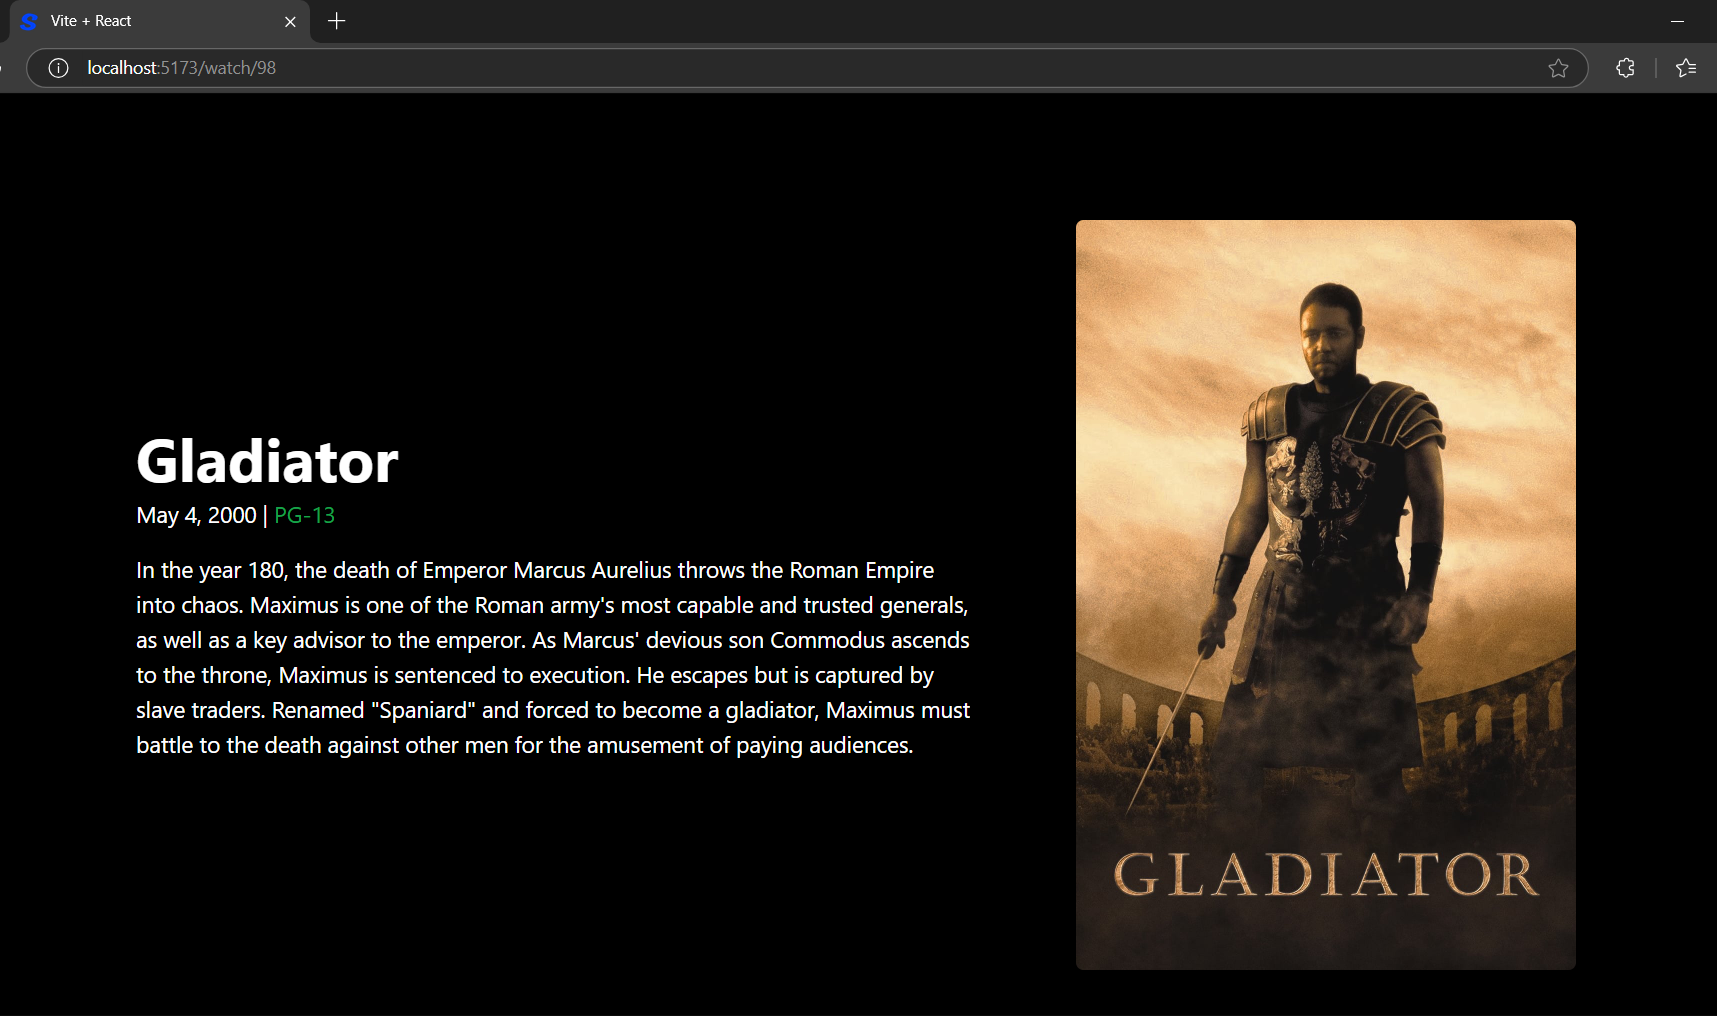 Vite + React
localhost:5173/watch/98
Gladiator
May 4, 2000 | PG-13
In the year 180, the death of Emperor Marcus Aurelius throws the Roman Empire
into chaos. Maximus is one of the Roman army's most capable and trusted generals,
as well as a key advisor to the emperor. As Marcus' devious son Commodus ascends
to the throne, Maximus is sentenced to execution. He escapes but is captured by
slave traders. Renamed "Spaniard" and forced to become a gladiator, Maximus must
battle to the death against other men for the amusement of paying audiences.
GLADIATOR